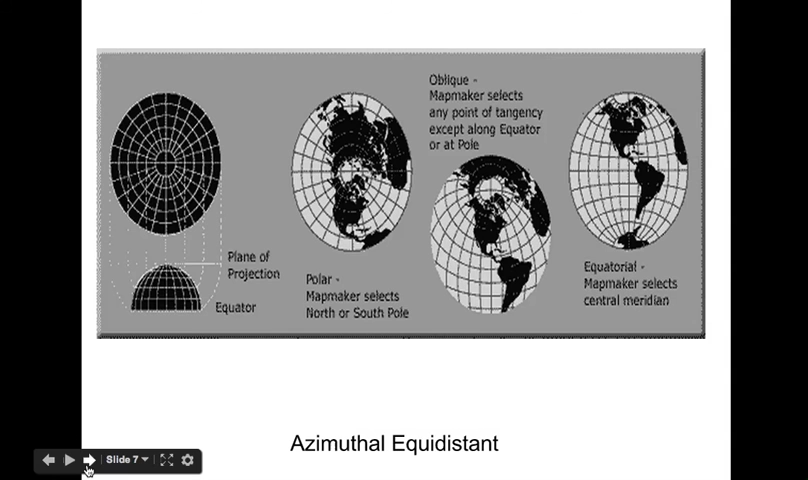 Plane of
Projection
Equator
Polar -
Mapmaker selects
North or South Pole
Oblique -
Mapmaker selects
any point of tangency
except along Equator
or at Pole
Equatorial -
Mapmaker selects
central meridian
Azimuthal Equidistant
Slide 7